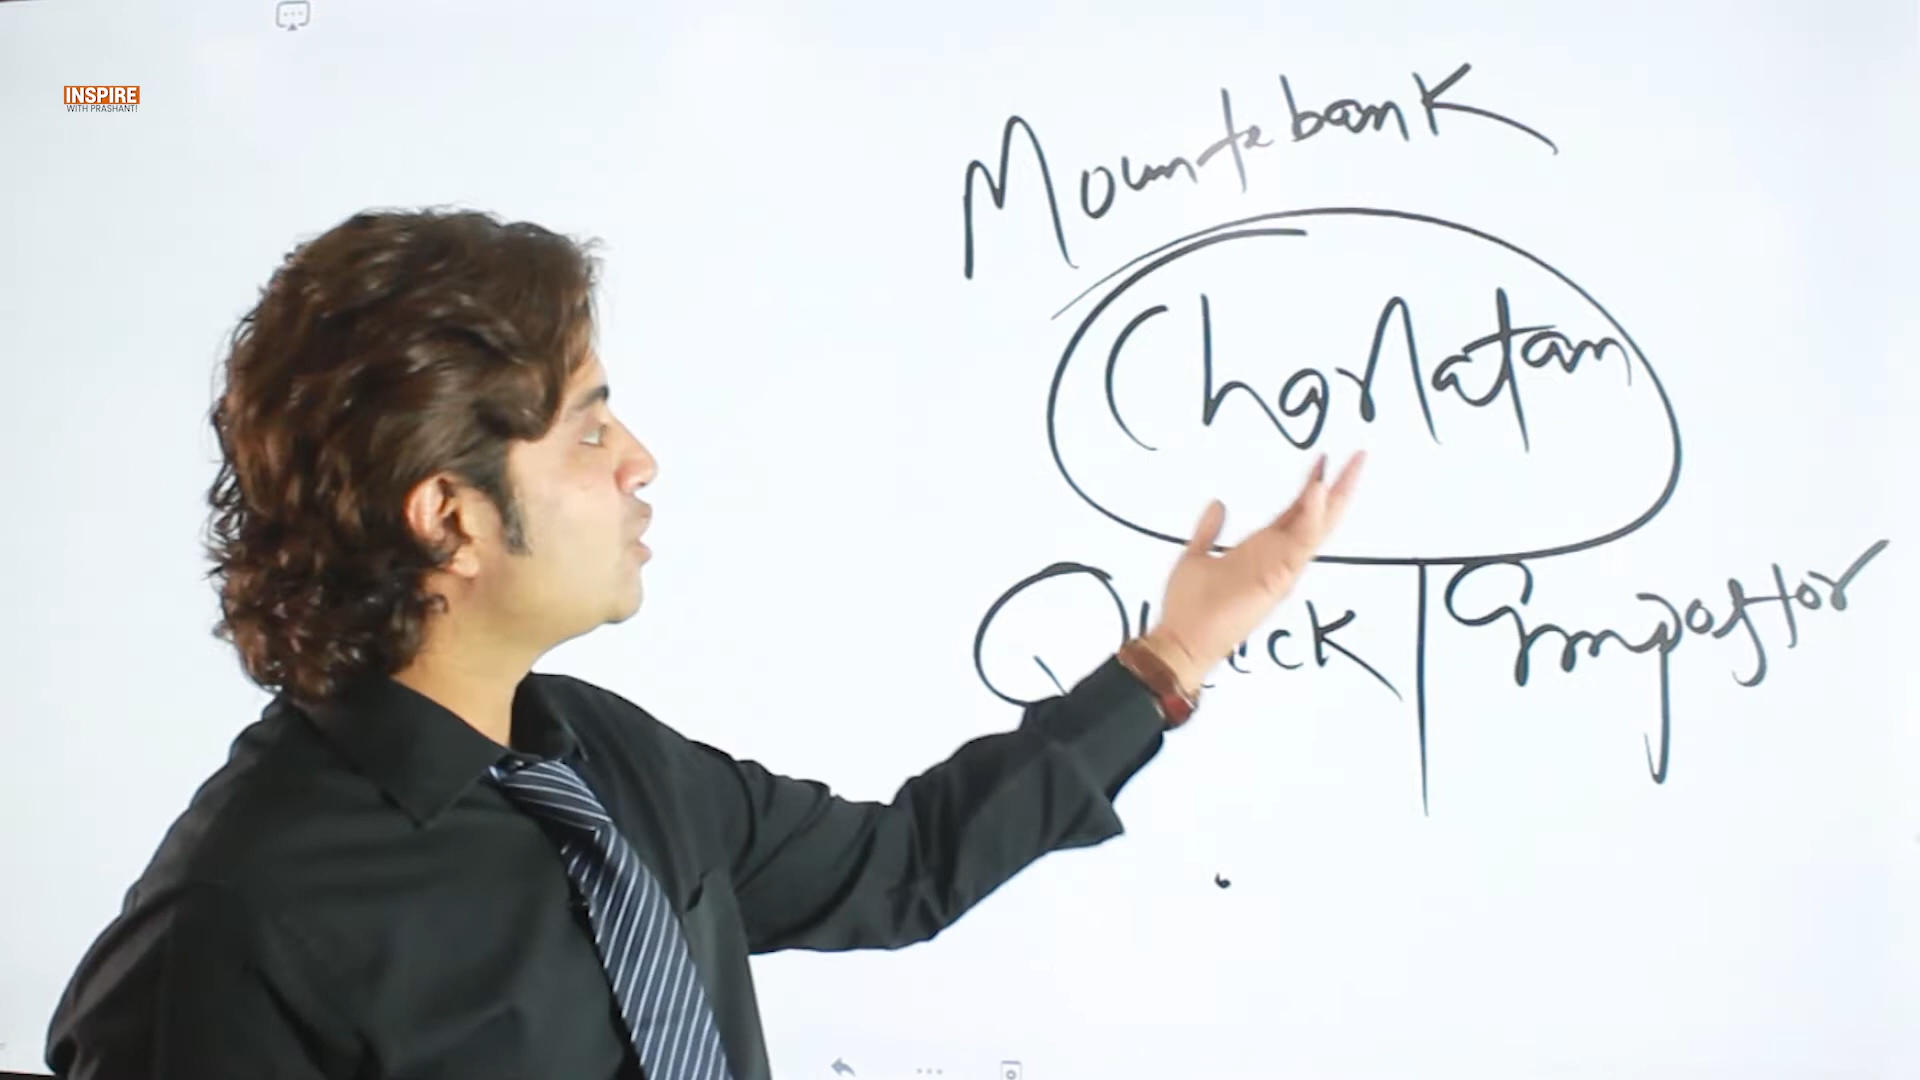 INSPIRE
WITH PRASHANT!
Mountebank
Charlatan
Quack | Impostor